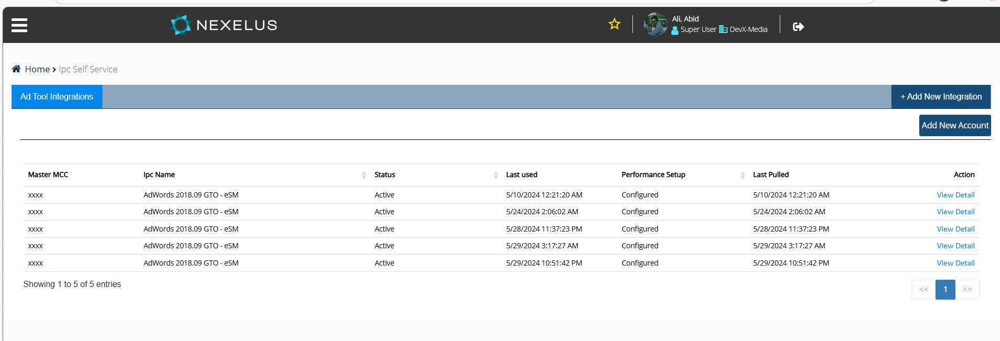 NEXELUS
Ali, Abid
Super User DevX-Media
Home > Ipc Self Service
Ad Tool Integrations + Add New Integration
Add New Account
Master MCC Ipc Name Status Last used Performance Setup Last Pulled Action
xxxx AdWords 2018.09 GTO - eSM Active 5/10/2024 12:21:20 AM Configured 5/10/2024 12:21:20 AM View Detail
xxxx AdWords 2018.09 GTO - eSM Active 5/24/2024 2:06:02 AM Configured 5/24/2024 2:06:02 AM View Detail
xxxx AdWords 2018.09 GTO - eSM Active 5/28/2024 11:37:23 PM Configured 5/28/2024 11:37:23 PM View Detail
xxxx AdWords 2018.09 GTO - eSM Active 5/29/2024 3:17:27 AM Configured 5/29/2024 3:17:27 AM View Detail
xxxx AdWords 2018.09 GTO - eSM Active 5/29/2024 10:51:42 PM Configured 5/29/2024 10:51:42 PM View Detail
Showing 1 to 5 of 5 entries
<< 1 >>